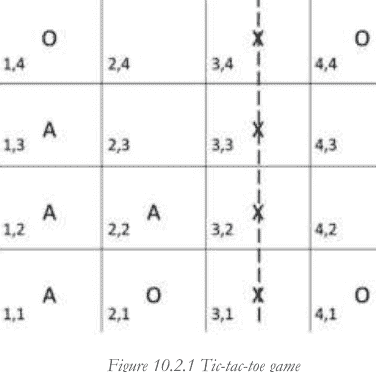 O X O
1,4 2,4 3,4 4,4
A X
1,3 2,3 3,3 4,3
A A X
1,2 2,2 3,2 4,2
A O X O
1,1 2,1 3,1 4,1
Figure 10.2.1 Tic-tac-toe game